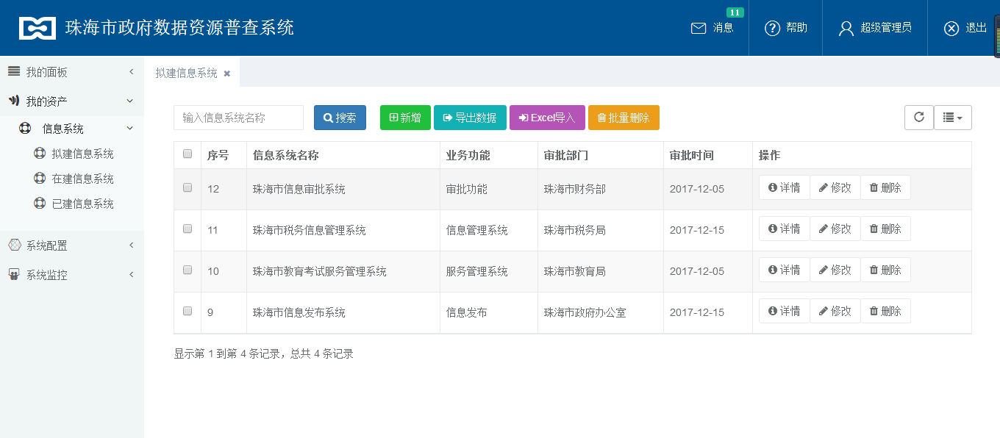 珠海市政府数据资源普查系统
11
消息
帮助
超级管理员
退出
我的面板
我的资产
信息系统
拟建信息系统
在建信息系统
已建信息系统
系统配置
系统监控
拟建信息系统
输入信息系统名称
搜索
新增
导出数据
Excel导入
批量删除
序号 信息系统名称 业务功能 审批部门 审批时间 操作
12 珠海市信息审批系统 审批功能 珠海市财务部 2017-12-05 详情 修改 删除
11 珠海市税务信息管理系统 信息管理系统 珠海市税务局 2017-12-15 详情 修改 删除
10 珠海市教育考试服务管理系统 服务管理系统 珠海市教育局 2017-12-05 详情 修改 删除
9 珠海市信息发布系统 信息发布 珠海市政府办公室 2017-12-15 详情 修改 删除
显示第 1 到第 4 条记录，总共 4 条记录